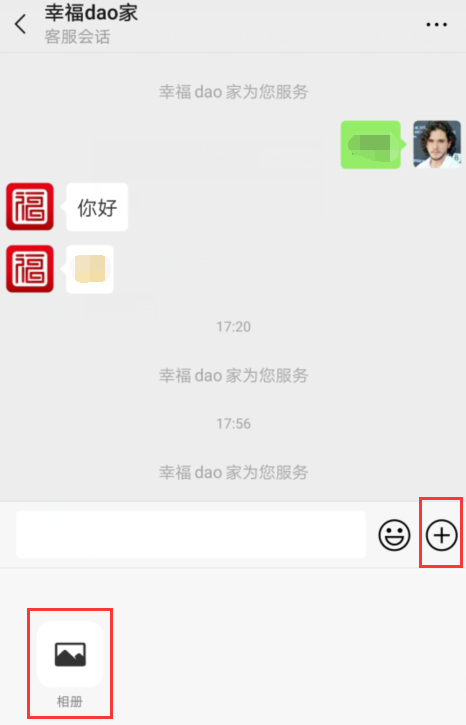 幸福dao家
客服会话
幸福 dao 家为您服务
福
你好
福
17:20
幸福 dao 家为您服务
17:56
幸福 dao 家为您服务
相册